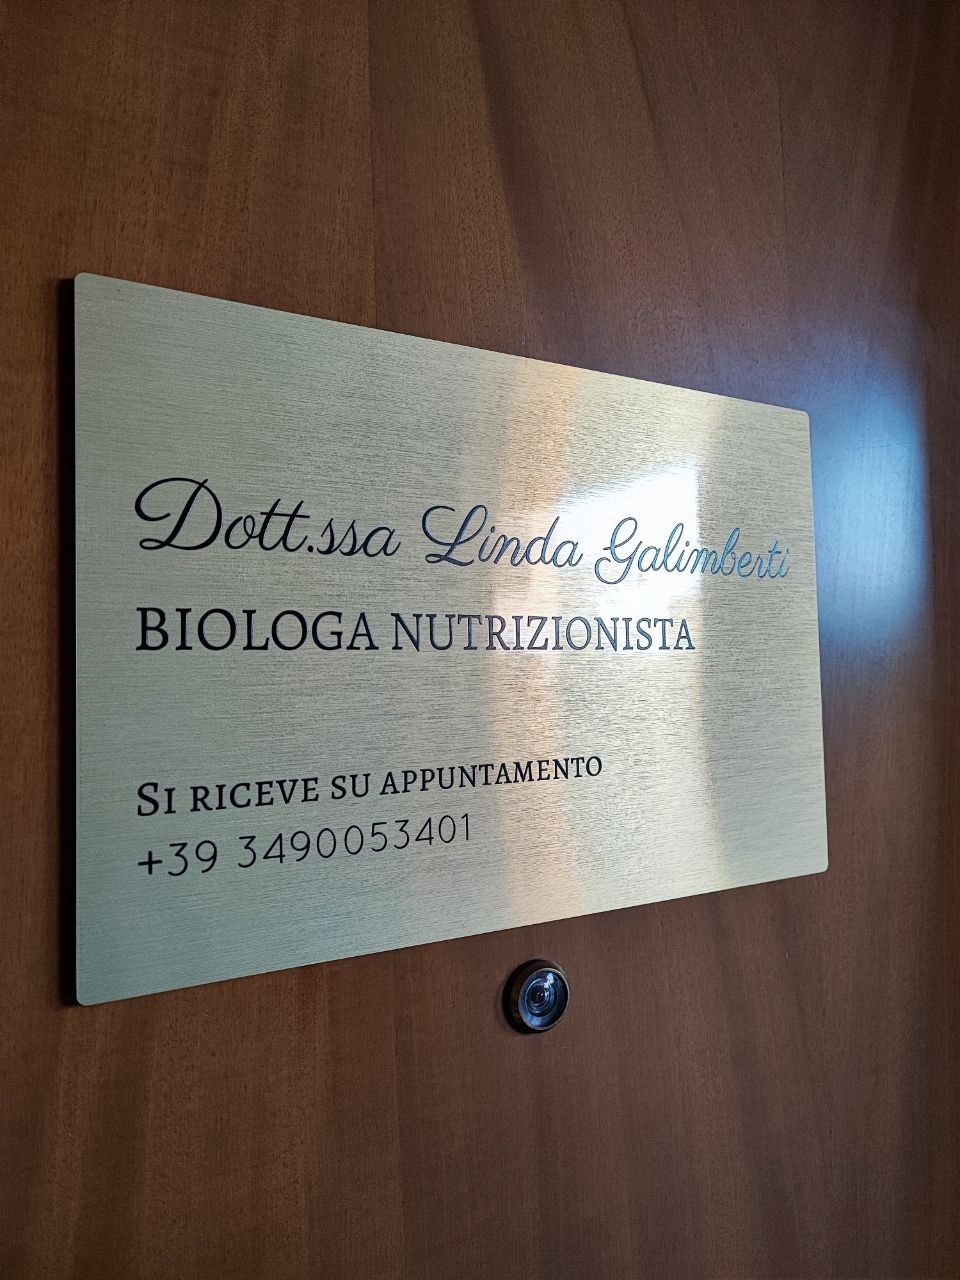 Dott.ssa Linda Galimberti
BIOLOGA NUTRIZIONISTA
SI RICEVE SU APPUNTAMENTO
+39 3490053401